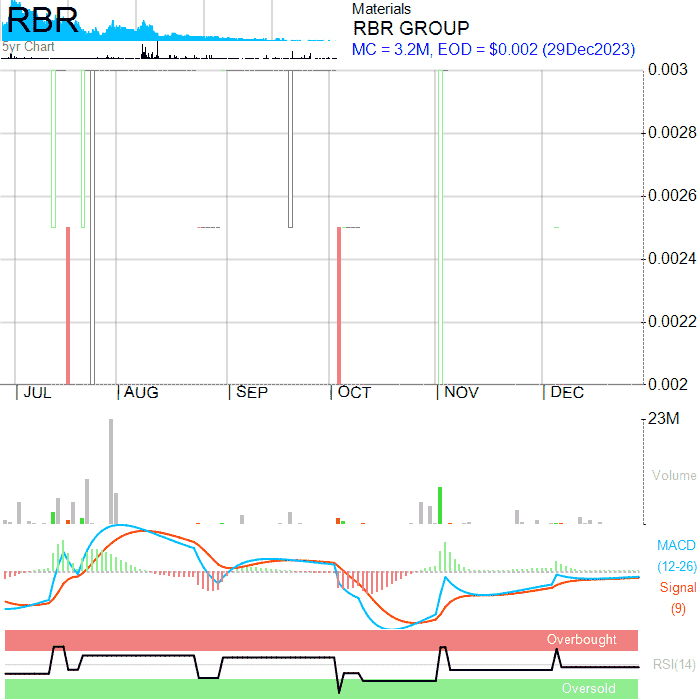 RBR
5yr Chart
Materials
RBR GROUP
MC = 3.2M, EOD = $0.002 (29Dec2023)
0.003
0.0028
0.0026
0.0024
0.0022
0.002
JUL AUG SEP OCT NOV DEC
23M
Volume
MACD
(12-26)
Signal
(9)
Overbought
RSI(14)
Oversold